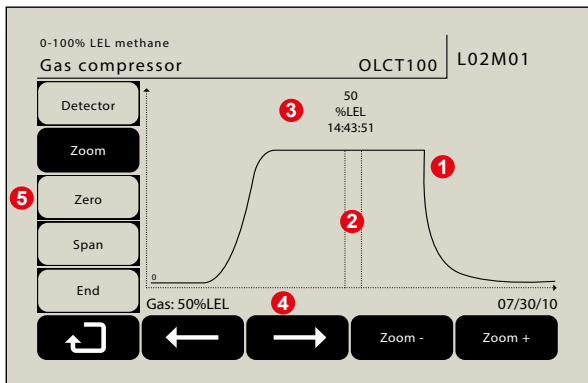 0-100% LEL methane
Gas compressor
OLCT100
L02M01
Detector
Zoom
Zero
Span
End
5
50
%LEL
14:43:51
3
1
2
0
Gas: 50%LEL
4
07/30/10
Zoom -
Zoom +